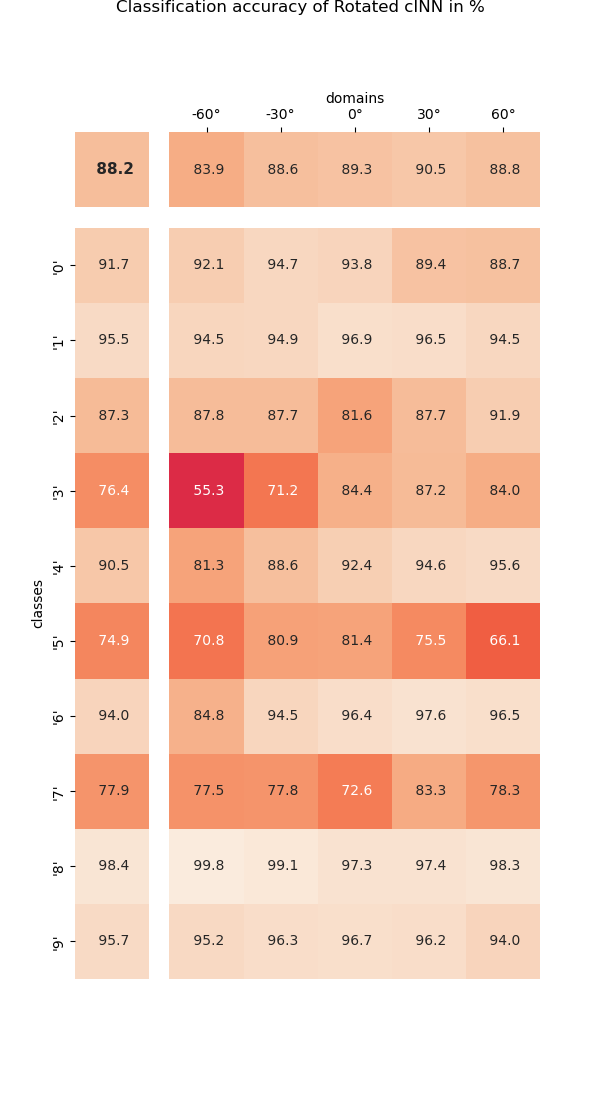 Classification accuracy of Rotated cINN in %
domains
-60° -30° 0° 30° 60°
88.2 83.9 88.6 89.3 90.5 88.8
classes
'0' 91.7 92.1 94.7 93.8 89.4 88.7
'1' 95.5 94.5 94.9 96.9 96.5 94.5
'2' 87.3 87.8 87.7 81.6 87.7 91.9
'3' 76.4 55.3 71.2 84.4 87.2 84.0
'4' 90.5 81.3 88.6 92.4 94.6 95.6
'5' 74.9 70.8 80.9 81.4 75.5 66.1
'6' 94.0 84.8 94.5 96.4 97.6 96.5
'7' 77.9 77.5 77.8 72.6 83.3 78.3
'8' 98.4 99.8 99.1 97.3 97.4 98.3
'9' 95.7 95.2 96.3 96.7 96.2 94.0